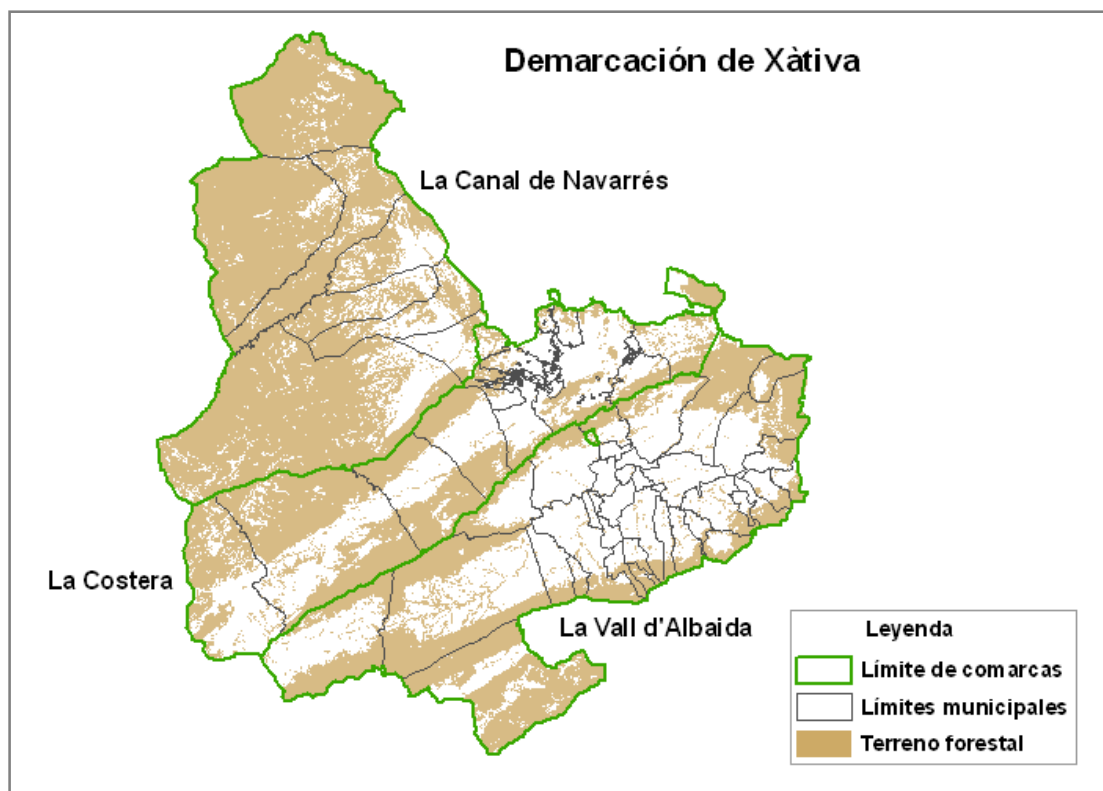 Demarcación de Xàtiva
La Canal de Navarrés
La Costera
La Vall d'Albaida
Leyenda
Límite de comarcas
Límites municipales
Terreno forestal